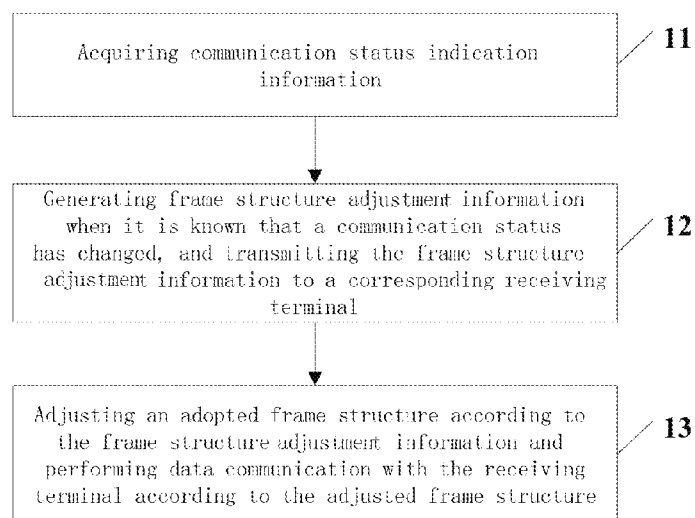 Acquiring communication status indication
information
11
Generating frame structure adjustment information
when it is known that a communication status
has changed, and transmitting the frame structure
adjustment information to a corresponding receiving
terminal
12
Adjusting an adopted frame structure according to
the frame structure adjustment information and
performing data communication with the receiving
terminal according to the adjusted frame structure
13